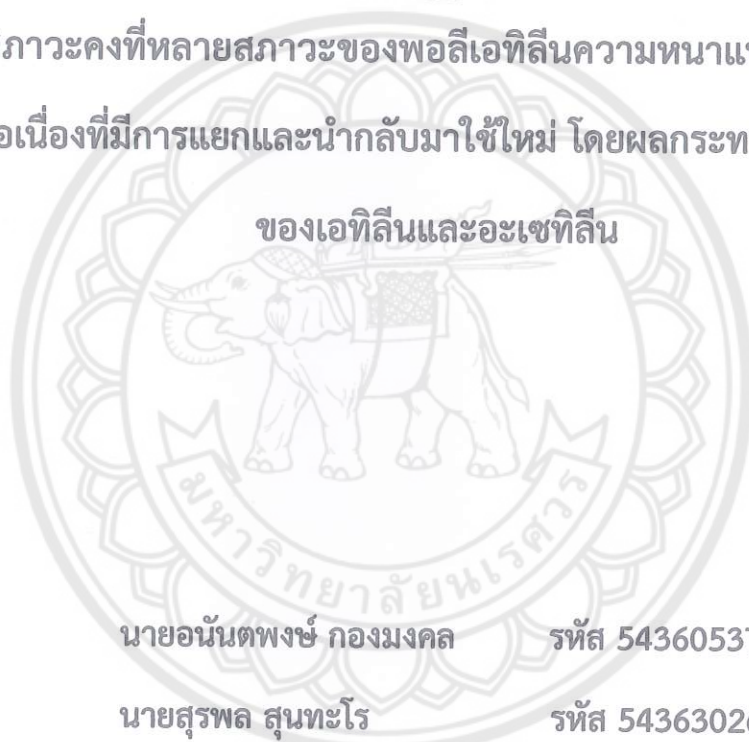 ภาวะคงที่หลายสภาวะของพอลีเอทิลีนความหนาแ
อเนื่องที่มีการแยกและนำกลับมาใช้ใหม่ โดยผลกระท
ของเอทิลีนและอะเซทิลีน
มหาวิทยาลัยนเรศวร
นายอนันตพงษ์ กองมงคล รหัส 5436053
นายสุรพล สุนทะโร รหัส 5436302